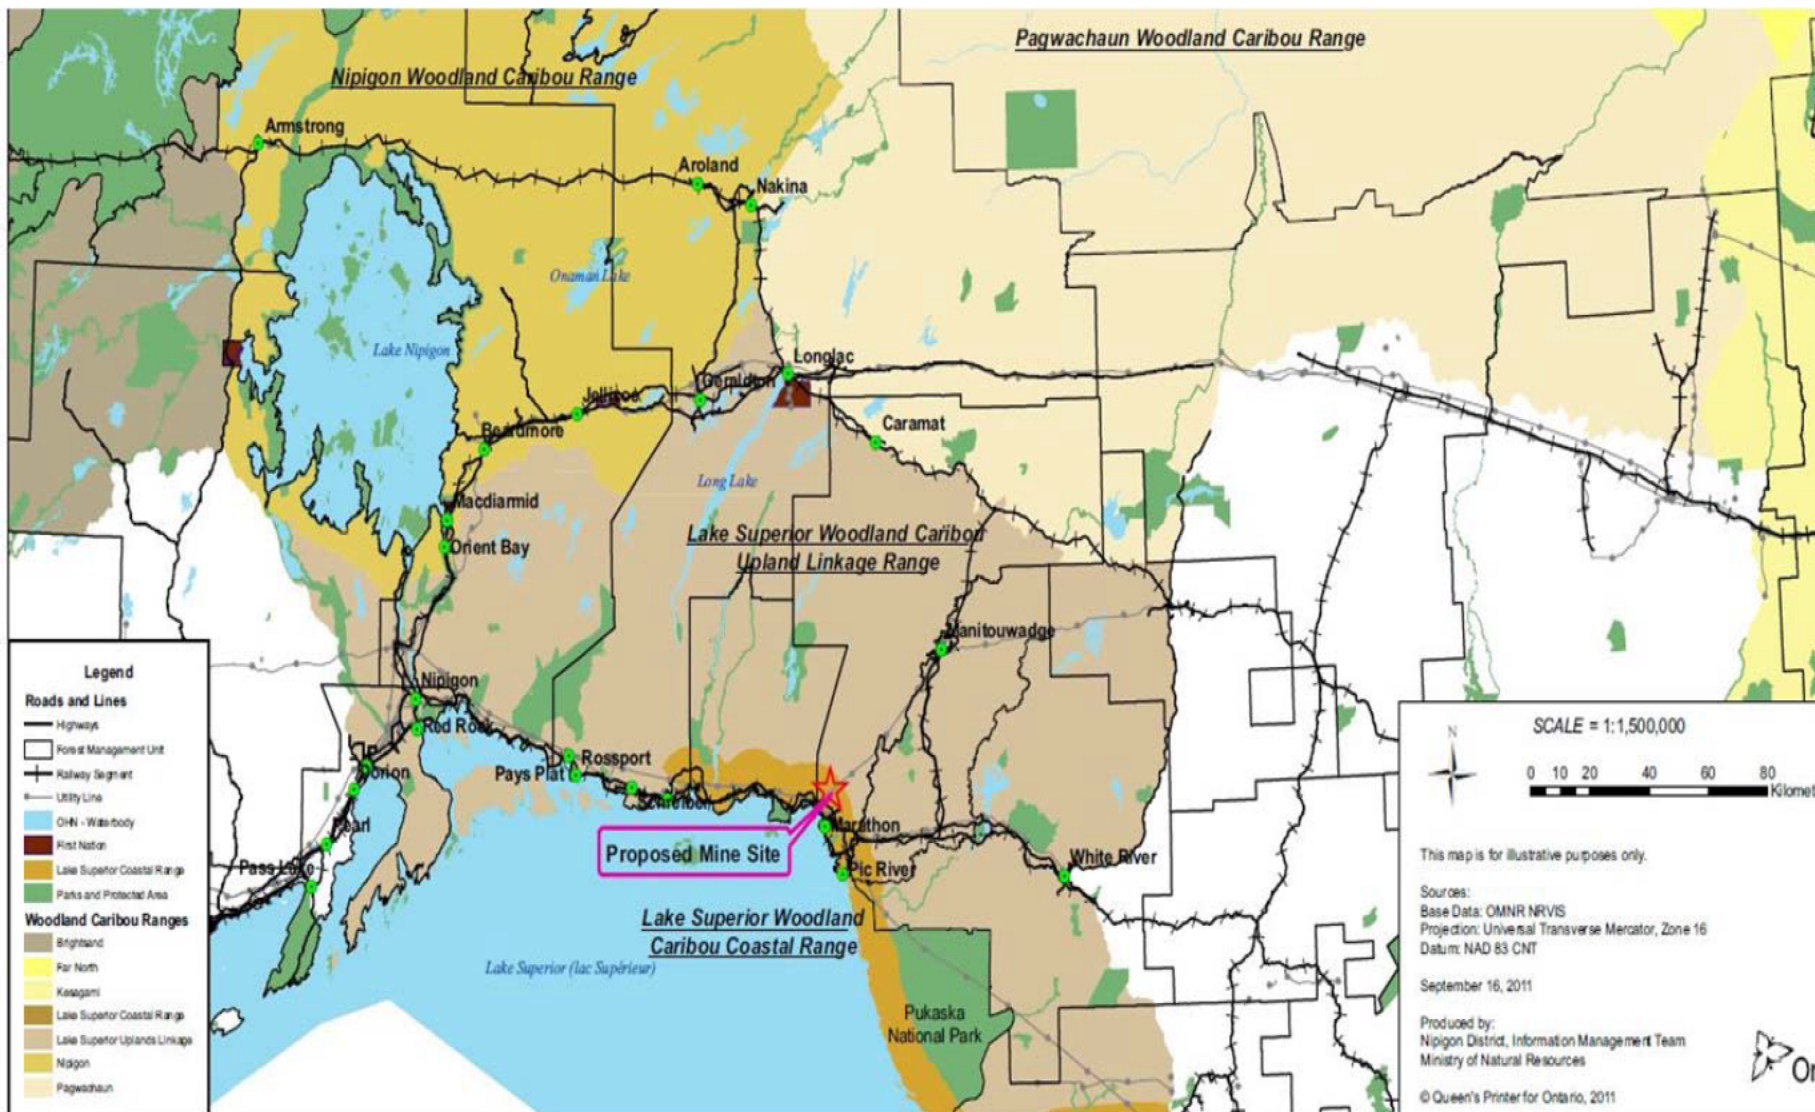 Pagwachaun Woodland Caribou Range
Nipigon Woodland Caribou Range
Armstrong
Aroland
Nakina
Onaman Lake
Lake Nipigon
Longlac
Geraldton
Jellicoe
Beardmore
Caramat
Long Lake
Macdiarmid
Orient Bay
Lake Superior Woodland Caribou
Upland Linkage Range
Manitouwadge
Nipigon
Red Rock
Dorion
Rossport
Pays Plat
Schreiber
Marathon
Proposed Mine Site
Pic River
White River
Pearl
Pass Lake
Lake Superior Woodland
Caribou Coastal Range
Lake Superior (lac Supérieur)
Pukaska
National Park
Legend
Roads and Lines
Highways
Forest Management Unit
Railway Segment
Utility Line
OHN - Waterbody
First Nation
Lake Superior Coastal Range
Parks and Protected Area
Woodland Caribou Ranges
Brightsand
Far North
Kesagami
Lake Superior Coastal Range
Lake Superior Uplands Linkage
Nipigon
Pagwachaun
SCALE = 1:1,500,000
N
0 10 20 40 60 80
Kilomet
This map is for illustrative purposes only.
Sources:
Base Data: OMNR NRVIS
Projection: Universal Transverse Mercator, Zone 16
Datum: NAD 83 CNT
September 16, 2011
Produced by:
Nipigon District, Information Management Team
Ministry of Natural Resources
© Queen's Printer for Ontario, 2011
On